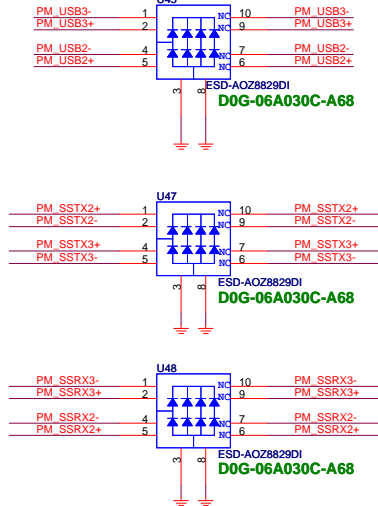 PM_USB3- 1 10 PM_USB3-
PM_USB3+ 2 NC 9 PM_USB3+
NC
PM_USB2- 4 7 PM_USB2-
PM_USB2+ 5 NC 6 PM_USB2+
NC
3 8
ESD-AOZ8829DI
D0G-06A030C-A68
U47
PM_SSTX2+ 1 NC 10 PM_SSTX2+
PM_SSTX2- 2 NC 9 PM_SSTX2-
PM_SSTX3+ 4 NC 7 PM_SSTX3+
PM_SSTX3- 5 NC 6 PM_SSTX3-
3 8
ESD-AOZ8829DI
D0G-06A030C-A68
U48
PM_SSRX3- 1 NC 10 PM_SSRX3-
PM_SSRX3+ 2 NC 9 PM_SSRX3+
PM_SSRX2- 4 NC 7 PM_SSRX2-
PM_SSRX2+ 5 NC 6 PM_SSRX2+
3 8
ESD-AOZ8829DI
D0G-06A030C-A68